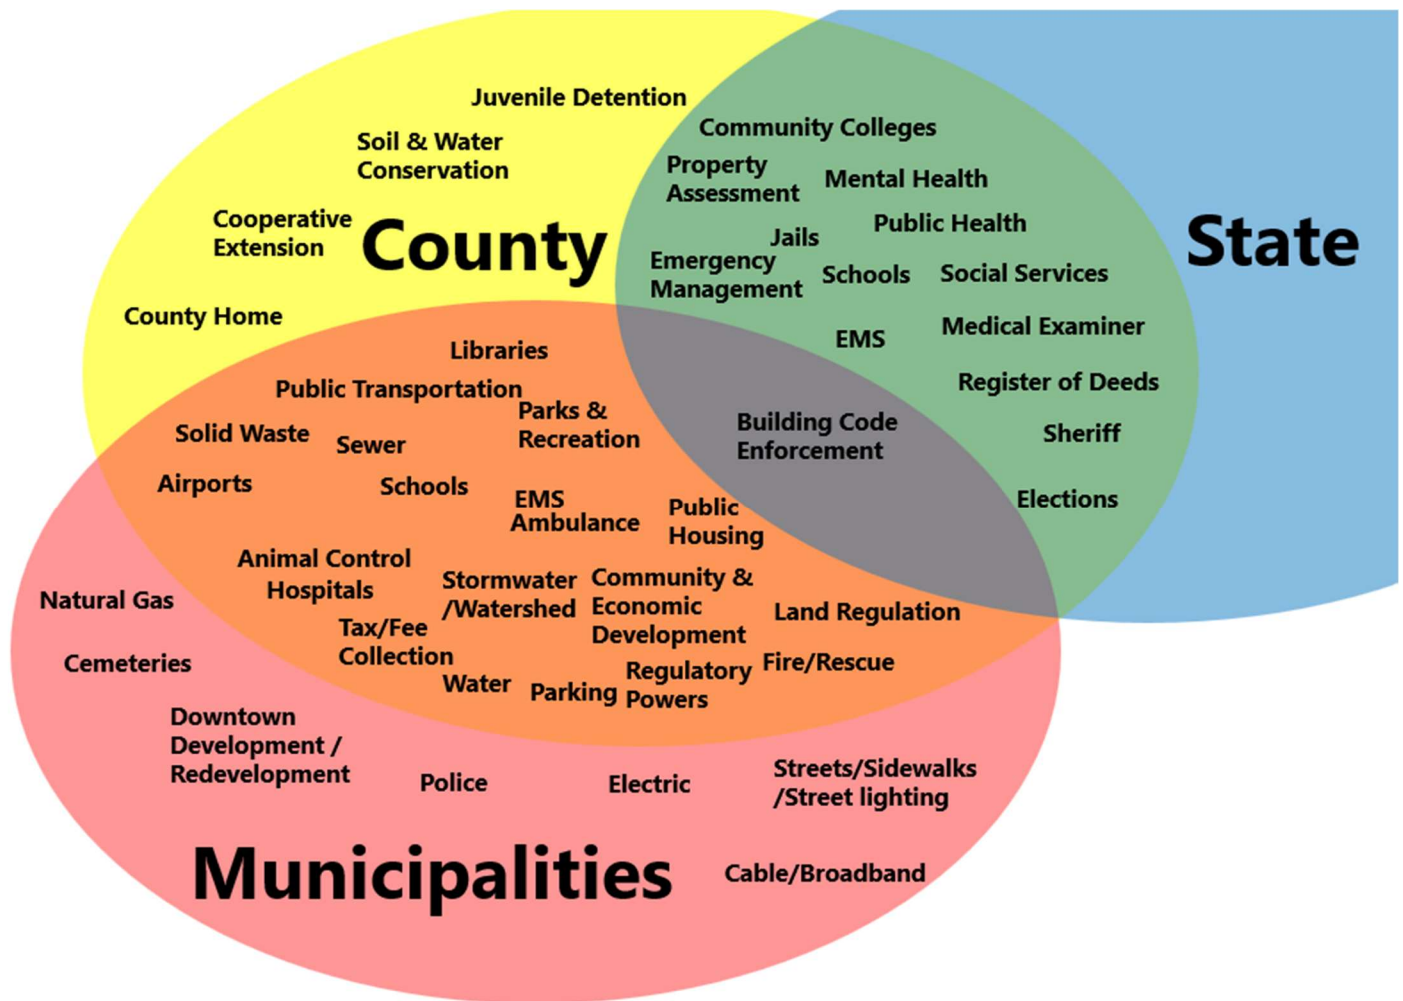 Juvenile Detention
Soil & Water
Conservation
Cooperative
Extension
County
County Home
Community Colleges
Property
Assessment
Mental Health
Public Health
Jails
Emergency
Management
Schools
Social Services
EMS
Medical Examiner
Register of Deeds
Sheriff
Elections
State
Libraries
Public Transportation
Parks &
Recreation
Solid Waste
Sewer
Airports
Schools
EMS
Ambulance
Public
Housing
Building Code
Enforcement
Animal Control
Hospitals
Stormwater
/Watershed
Community &
Economic
Development
Land Regulation
Tax/Fee
Collection
Water
Parking
Regulatory
Powers
Fire/Rescue
Natural Gas
Cemeteries
Downtown
Development /
Redevelopment
Police
Electric
Streets/Sidewalks
/Street lighting
Municipalities
Cable/Broadband